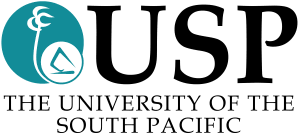 USP
THE UNIVERSITY OF THE
SOUTH PACIFIC